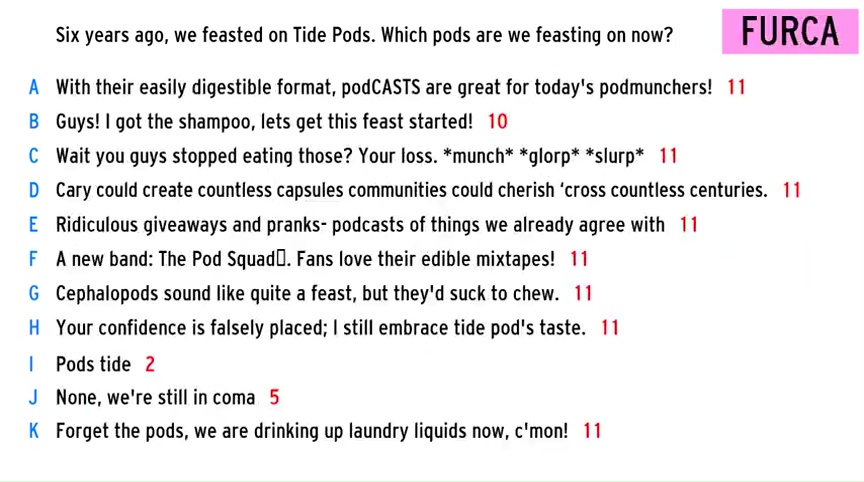 Six years ago, we feasted on Tide Pods. Which pods are we feasting on now?
FURCA
A With their easily digestible format, podCASTS are great for today's podmunchers! 11
B Guys! I got the shampoo, lets get this feast started! 10
C Wait you guys stopped eating those? Your loss. *munch* *glorp* *slurp* 11
D Cary could create countless capsules communities could cherish ‘cross countless centuries. 11
E Ridiculous giveaways and pranks- podcasts of things we already agree with 11
F A new band: The Pod Squad▯. Fans love their edible mixtapes! 11
G Cephalopods sound like quite a feast, but they'd suck to chew. 11
H Your confidence is falsely placed; I still embrace tide pod's taste. 11
I Pods tide 2
J None, we're still in coma 5
K Forget the pods, we are drinking up laundry liquids now, c'mon! 11